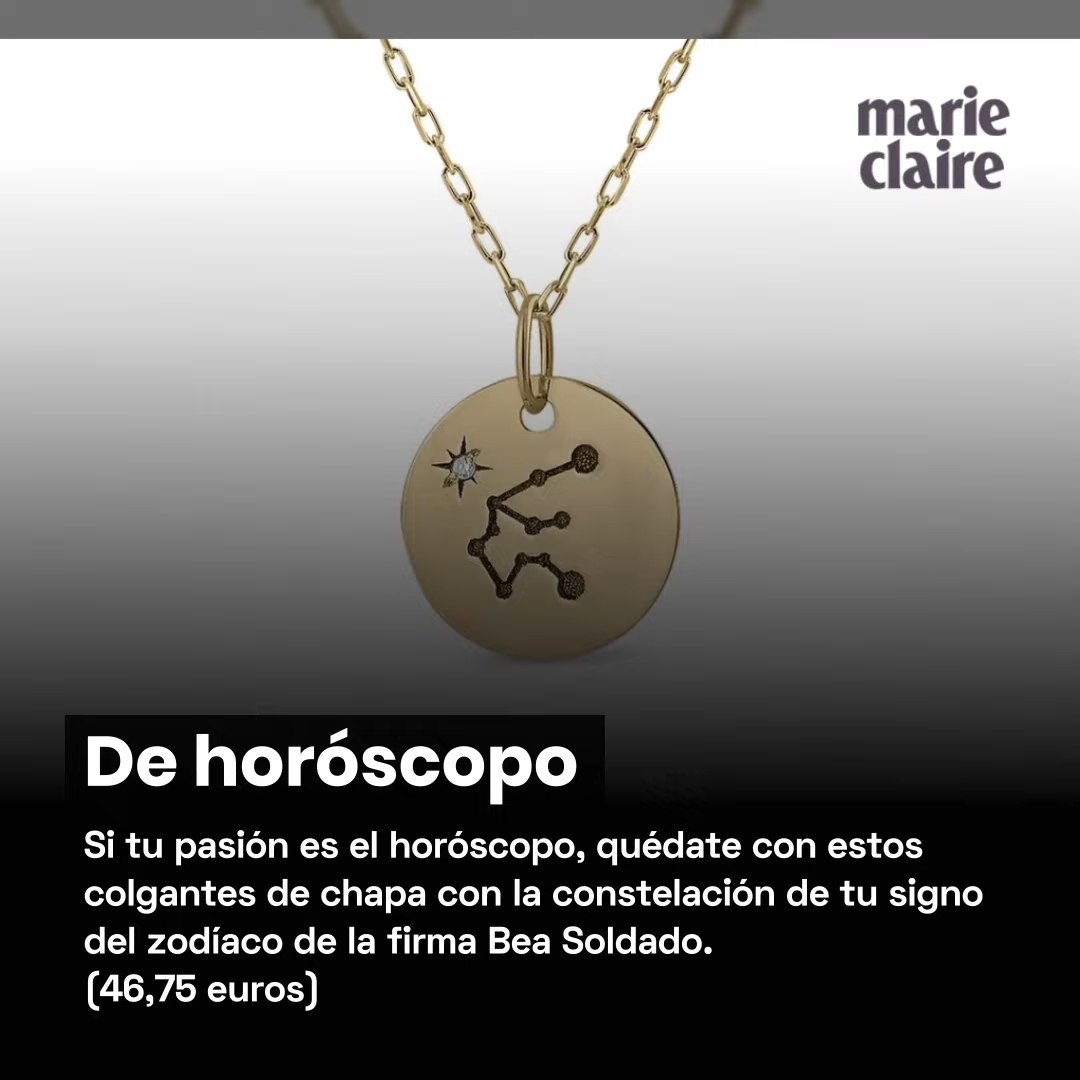 marie
claire
De horóscopo
Si tu pasión es el horóscopo, quédate con estos
colgantes de chapa con la constelación de tu signo
del zodíaco de la firma Bea Soldado.
(46,75 euros)